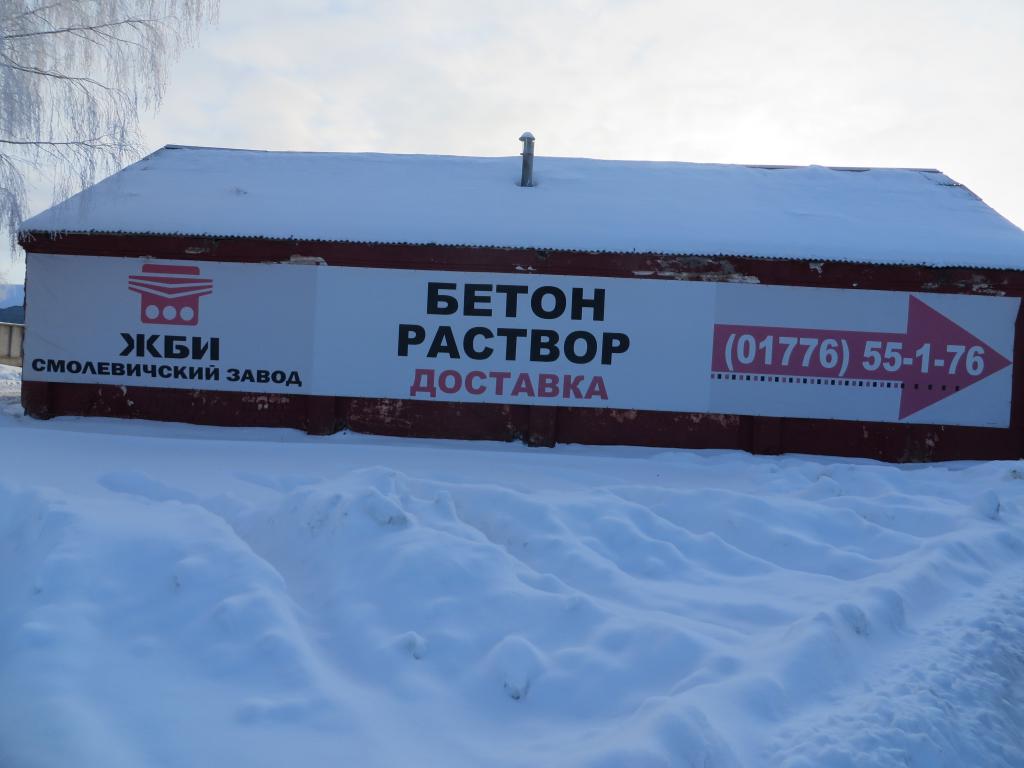 ЖБИ
СМОЛЕВИЧСКИЙ ЗАВОД
БЕТОН
РАСТВОР
ДОСТАВКА
(01776) 55-1-76